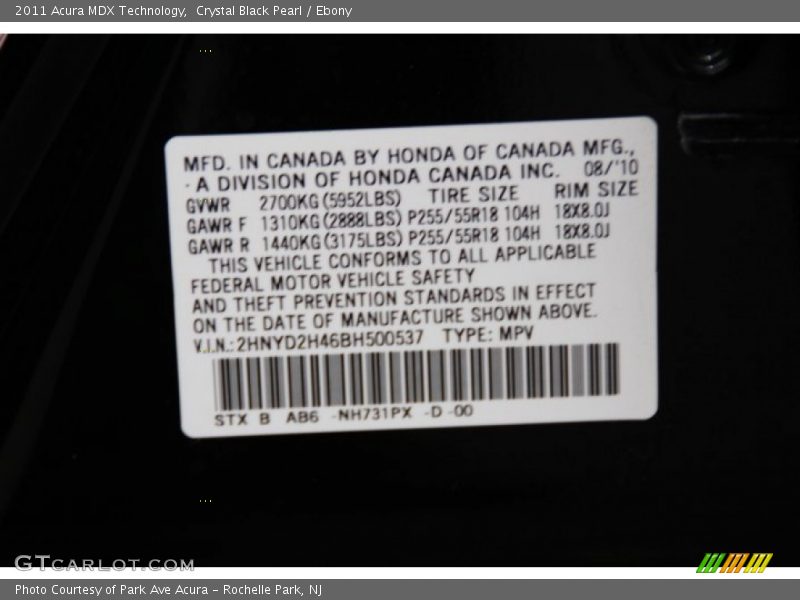 2011 Acura MDX Technology,  Crystal Black Pearl / Ebony
MFD. IN CANADA BY HONDA OF CANADA MFG.,
- A DIVISION OF HONDA CANADA INC. 08/'10
GVWR 2700KG(5952LBS) TIRE SIZE RIM SIZE
GAWR F 1310KG(2888LBS) P255/55R18 104H 18X8.0J
GAWR R 1440KG(3175LBS) P255/55R18 104H 18X8.0J
THIS VEHICLE CONFORMS TO ALL APPLICABLE
FEDERAL MOTOR VEHICLE SAFETY
AND THEFT PREVENTION STANDARDS IN EFFECT
ON THE DATE OF MANUFACTURE SHOWN ABOVE.
V.I.N.:2HNYD2H46BH500537 TYPE: MPV
STX B AB6 -NH731PX -D -00
GTCARLOT.COM
Photo Courtesy of Park Ave Acura – Rochelle Park, NJ